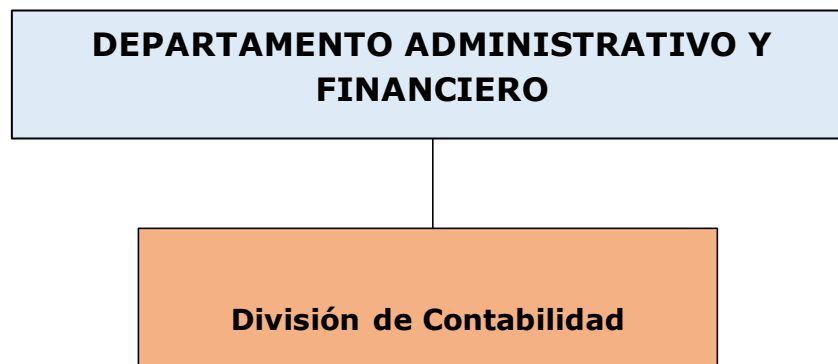 DEPARTAMENTO ADMINISTRATIVO Y
FINANCIERO
División de Contabilidad